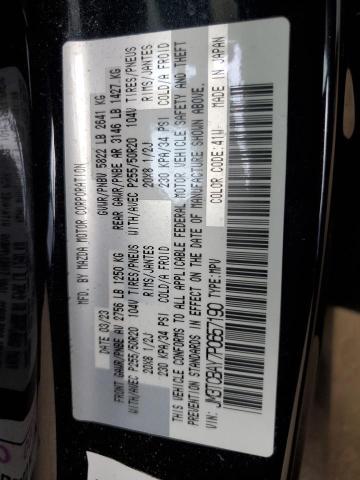 MFD. BY MAZDA MOTOR CORPORATION
DATE 03/23 GVWR/PNBV 5822 LB 2641 KG
FRONT GAWR/PNBE AV 2756 LB 1250 KG REAR GAWR/PNBE AR 3146 LB 1427 KG
WITH/AVEC P255/50R20 104V TIRES/PNEUS WITH/AVEC P255/50R20 104V TIRES/PNEUS
20X8 1/2J RIMS/JANTES 20X8 1/2J RIMS/JANTES
230 KPA/34 PSI COLD/A FROID 230 KPA/34 PSI COLD/A FROID
THIS VEHICLE CONFORMS TO ALL APPLICABLE FEDERAL MOTOR VEHICLE SAFETY AND THEFT
PREVENTION STANDARDS IN EFFECT ON THE DATE OF MANUFACTURE SHOWN ABOVE.
VIN: JM3TCBAY7P0657190 TYPE: MPV COLOR CODE: 41W